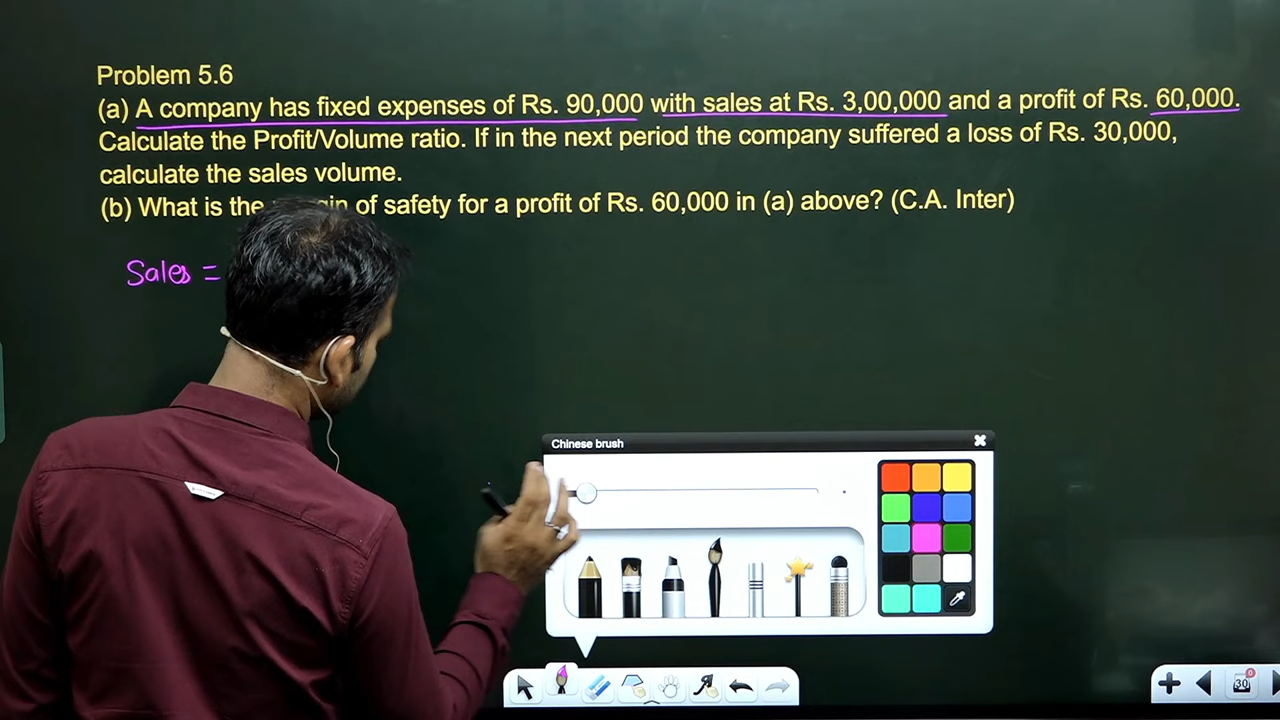 Problem 5.6
(a) A company has fixed expenses of Rs. 90,000 with sales at Rs. 3,00,000 and a profit of Rs. 60,000.
Calculate the Profit/Volume ratio. If in the next period the company suffered a loss of Rs. 30,000,
calculate the sales volume.
(b) What is the of safety for a profit of Rs. 60,000 in (a) above? (C.A. Inter)
Sales =
Chinese brush
30